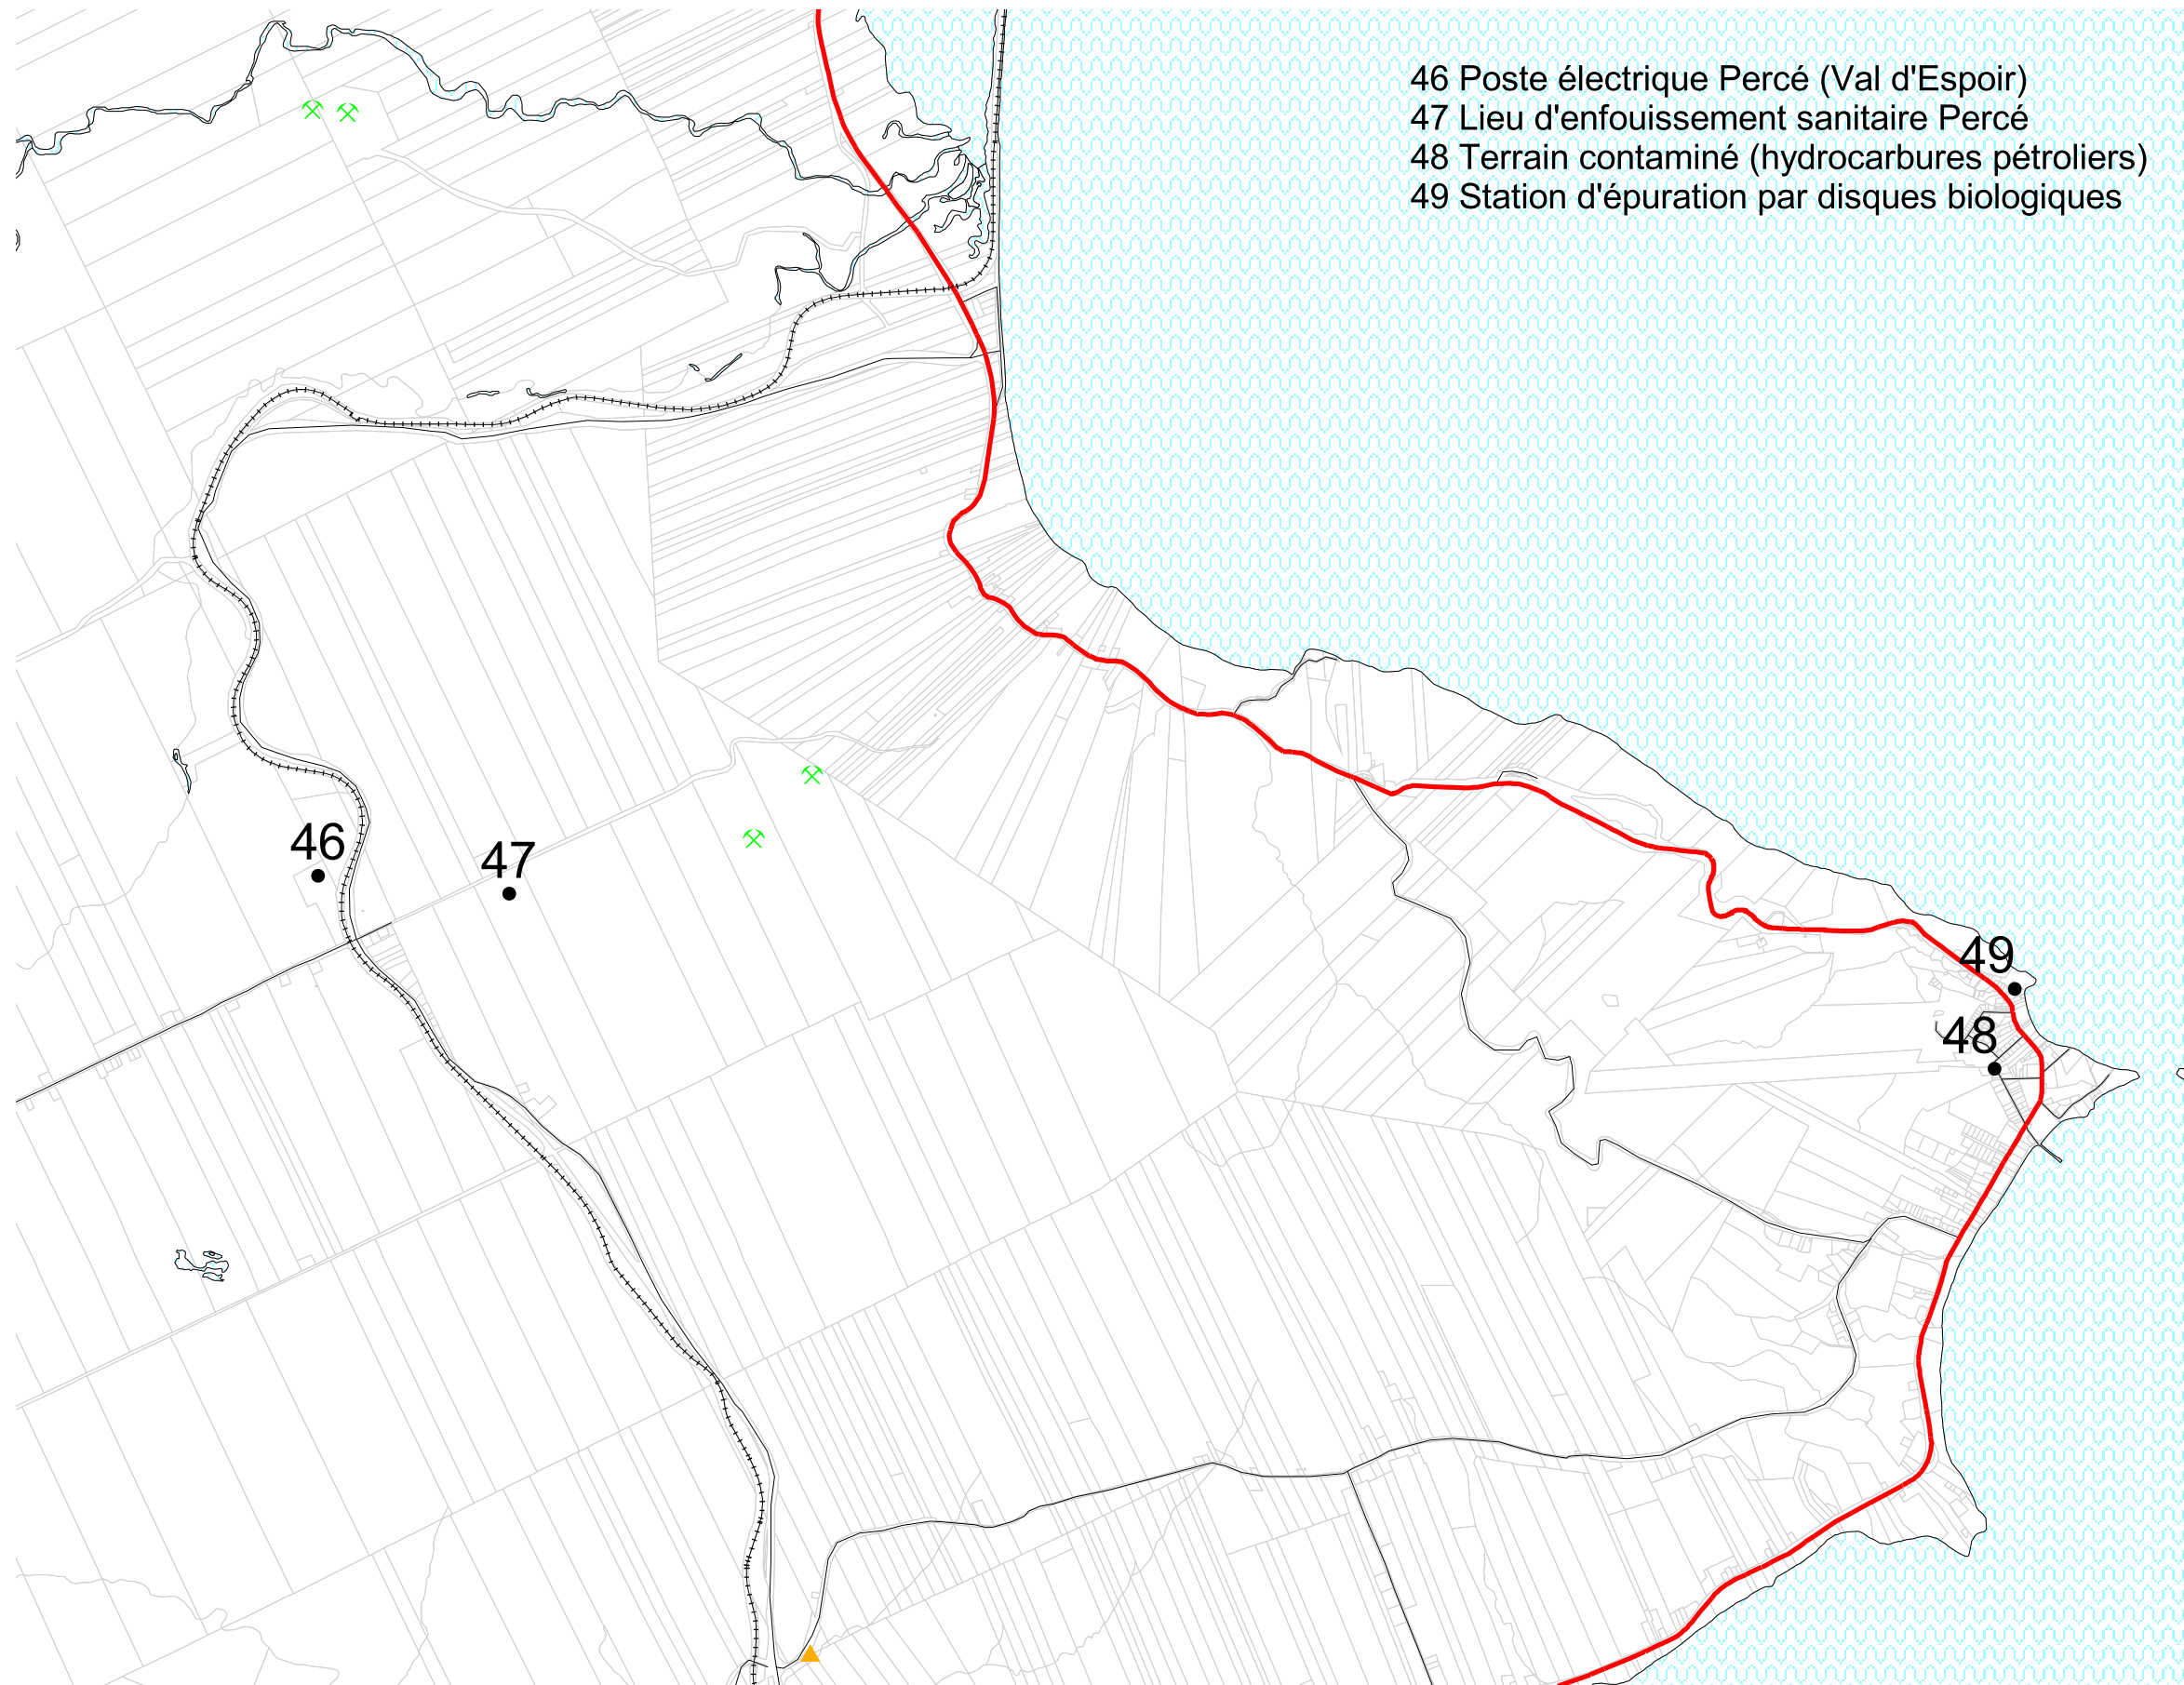 46 Poste électrique Percé (Val d'Espoir)
47 Lieu d'enfouissement sanitaire Percé
48 Terrain contaminé (hydrocarbures pétroliers)
49 Station d'épuration par disques biologiques
46
47
49
48